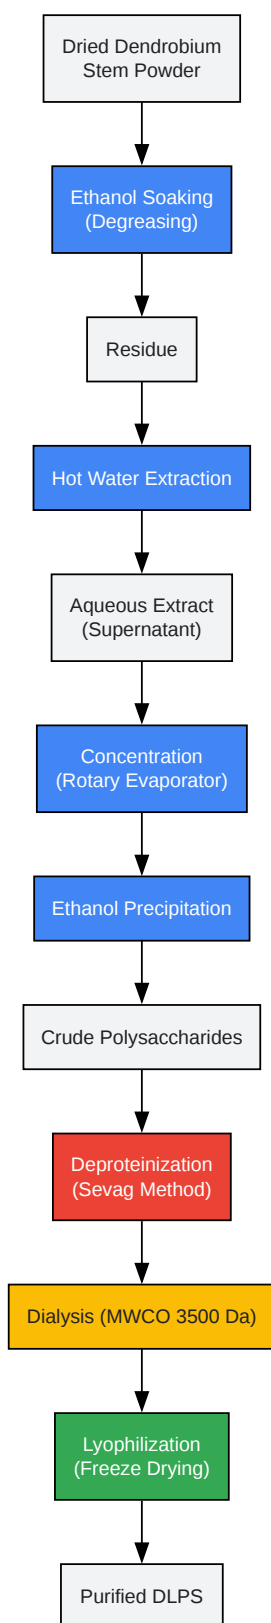 Dried Dendrobium
Stem Powder
Ethanol Soaking
(Degreasing)
Residue
Hot Water Extraction
Aqueous Extract
(Supernatant)
Concentration
(Rotary Evaporator)
Ethanol Precipitation
Crude Polysaccharides
Deproteinization
(Sevag Method)
Dialysis (MWCO 3500 Da)
Lyophilization
(Freeze Drying)
Purified DLPS